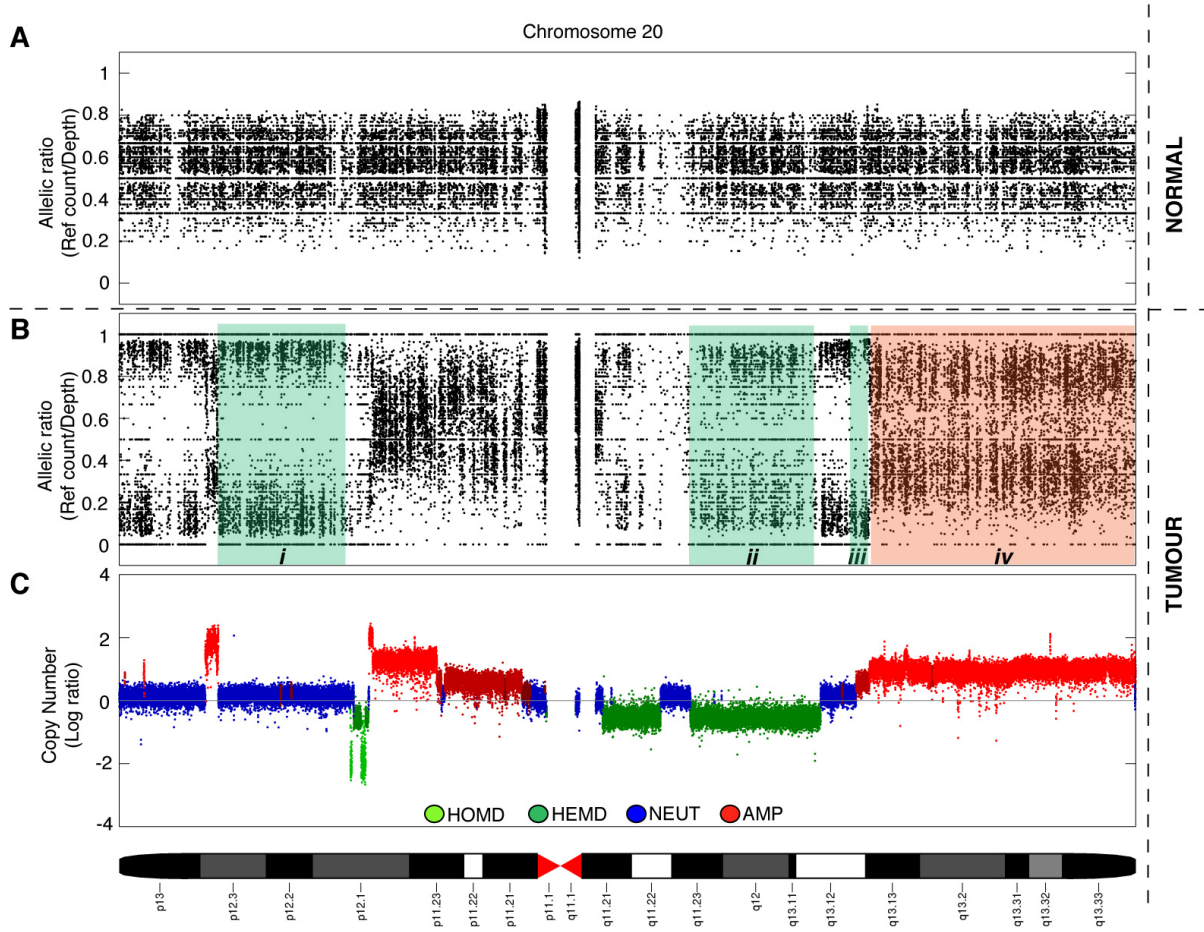 Chromosome 20
A
Allelic ratio
(Ref count/Depth)
1
0.8
0.6
0.4
0.2
0
NORMAL
B
Allelic ratio
(Ref count/Depth)
1
0.8
0.6
0.4
0.2
0
i
ii
iii
iv
TUMOUR
C
Copy Number
(Log ratio)
4
2
0
-2
-4
HOMD
HEMD
NEUT
AMP
p13
p12.3
p12.2
p12.1
p11.23
p11.22
p11.21
p11.1
q11.1
q11.21
q11.22
q11.23
q12
q13.11
q13.12
q13.13
q13.2
q13.31
q13.32
q13.33